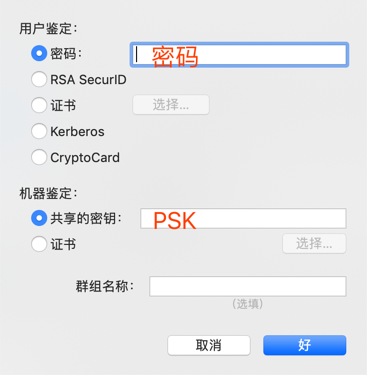 用户鉴定：
密码： 密码
RSA SecurID
证书 选择...
Kerberos
CryptoCard
机器鉴定：
共享的密钥： PSK
证书 选择...
群组名称：
（选填）
取消 好